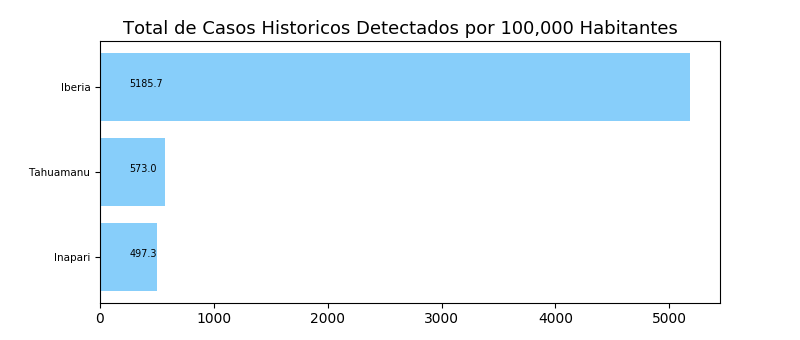 Total de Casos Historicos Detectados por 100,000 Habitantes
Iberia
5185.7
Tahuamanu
573.0
Inapari
497.3
0 1000 2000 3000 4000 5000